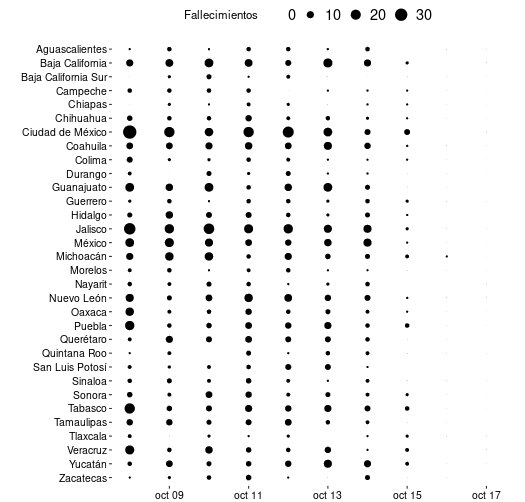 Fallecimientos 0 10 20 30
Aguascalientes
Baja California
Baja California Sur
Campeche
Chiapas
Chihuahua
Ciudad de México
Coahuila
Colima
Durango
Guanajuato
Guerrero
Hidalgo
Jalisco
México
Michoacán
Morelos
Nayarit
Nuevo León
Oaxaca
Puebla
Querétaro
Quintana Roo
San Luis Potosí
Sinaloa
Sonora
Tabasco
Tamaulipas
Tlaxcala
Veracruz
Yucatán
Zacatecas
oct 09 oct 11 oct 13 oct 15 oct 17